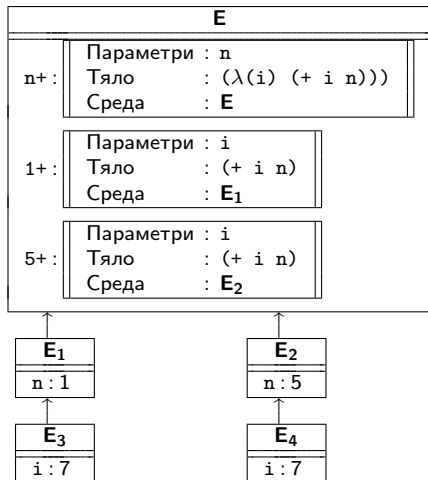 E
Параметри : n
n+ : Тяло : (λ(i) (+ i n)))
Среда : E
Параметри : i
1+ : Тяло : (+ i n)
Среда : E₁
Параметри : i
5+ : Тяло : (+ i n)
Среда : E₂
E₁ E₂
n : 1 n : 5
E₃ E₄
i : 7 i : 7